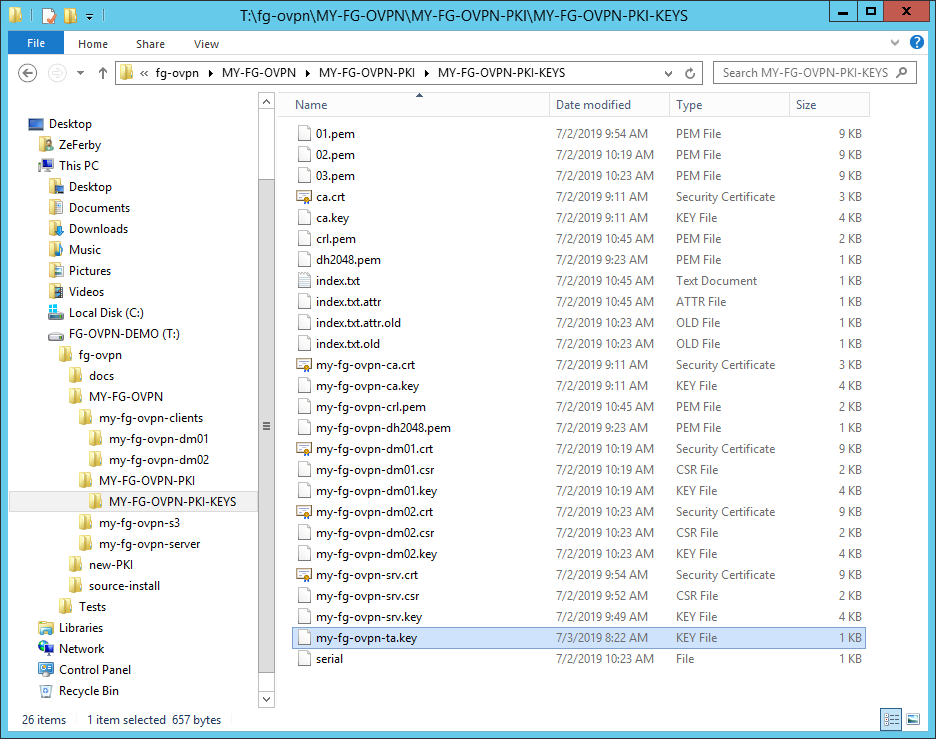 T:\fg-ovpn\MY-FG-OVPN\MY-FG-OVPN-PKI\MY-FG-OVPN-PKI-KEYS
File Home Share View
« fg-ovpn MY-FG-OVPN MY-FG-OVPN-PKI MY-FG-OVPN-PKI-KEYS Search MY-FG-OVPN-PKI-KEYS
Desktop
ZeFerby
This PC
Desktop
Documents
Downloads
Music
Pictures
Videos
Local Disk (C:)
FG-OVPN-DEMO (T:)
fg-ovpn
docs
MY-FG-OVPN
my-fg-ovpn-clients
my-fg-ovpn-dm01
my-fg-ovpn-dm02
MY-FG-OVPN-PKI
MY-FG-OVPN-PKI-KEYS
my-fg-ovpn-s3
my-fg-ovpn-server
new-PKI
source-install
Tests
Libraries
Network
Control Panel
Recycle Bin
Name Date modified Type Size
01.pem 7/2/2019 9:54 AM PEM File 9 KB
02.pem 7/2/2019 10:19 AM PEM File 9 KB
03.pem 7/2/2019 10:23 AM PEM File 9 KB
ca.crt 7/2/2019 9:11 AM Security Certificate 3 KB
ca.key 7/2/2019 9:11 AM KEY File 4 KB
crl.pem 7/2/2019 10:45 AM PEM File 2 KB
dh2048.pem 7/2/2019 9:23 AM PEM File 1 KB
index.txt 7/2/2019 10:45 AM Text Document 1 KB
index.txt.attr 7/2/2019 10:45 AM ATTR File 1 KB
index.txt.attr.old 7/2/2019 10:23 AM OLD File 1 KB
index.txt.old 7/2/2019 10:23 AM OLD File 1 KB
my-fg-ovpn-ca.crt 7/2/2019 9:11 AM Security Certificate 3 KB
my-fg-ovpn-ca.key 7/2/2019 9:11 AM KEY File 4 KB
my-fg-ovpn-crl.pem 7/2/2019 10:45 AM PEM File 2 KB
my-fg-ovpn-dh2048.pem 7/2/2019 9:23 AM PEM File 1 KB
my-fg-ovpn-dm01.crt 7/2/2019 10:19 AM Security Certificate 9 KB
my-fg-ovpn-dm01.csr 7/2/2019 10:19 AM CSR File 2 KB
my-fg-ovpn-dm01.key 7/2/2019 10:19 AM KEY File 4 KB
my-fg-ovpn-dm02.crt 7/2/2019 10:23 AM Security Certificate 9 KB
my-fg-ovpn-dm02.csr 7/2/2019 10:23 AM CSR File 2 KB
my-fg-ovpn-dm02.key 7/2/2019 10:23 AM KEY File 4 KB
my-fg-ovpn-srv.crt 7/2/2019 9:54 AM Security Certificate 9 KB
my-fg-ovpn-srv.csr 7/2/2019 9:52 AM CSR File 2 KB
my-fg-ovpn-srv.key 7/2/2019 9:49 AM KEY File 4 KB
my-fg-ovpn-ta.key 7/3/2019 8:22 AM KEY File 1 KB
serial 7/2/2019 10:23 AM File 1 KB
26 items 1 item selected 657 bytes